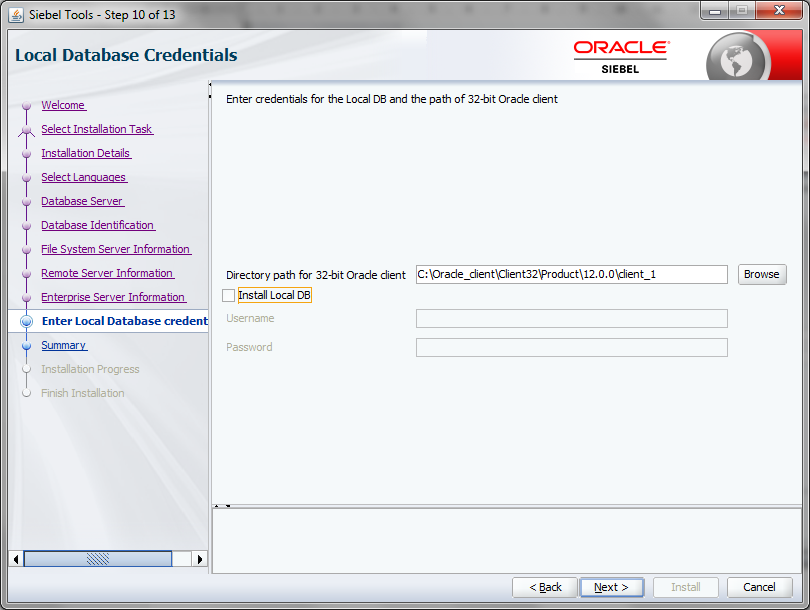 Siebel Tools - Step 10 of 13
Local Database Credentials
ORACLE®
SIEBEL
Welcome
Select Installation Task
Installation Details
Select Languages
Database Server
Database Identification
File System Server Information
Remote Server Information
Enterprise Server Information
Enter Local Database credent
Summary
Installation Progress
Finish Installation
Enter credentials for the Local DB and the path of 32-bit Oracle client
Directory path for 32-bit Oracle client C:\Oracle_client\Client32\Product\12.0.0\client_1 Browse
Install Local DB
Username
Password
< Back Next > Install Cancel